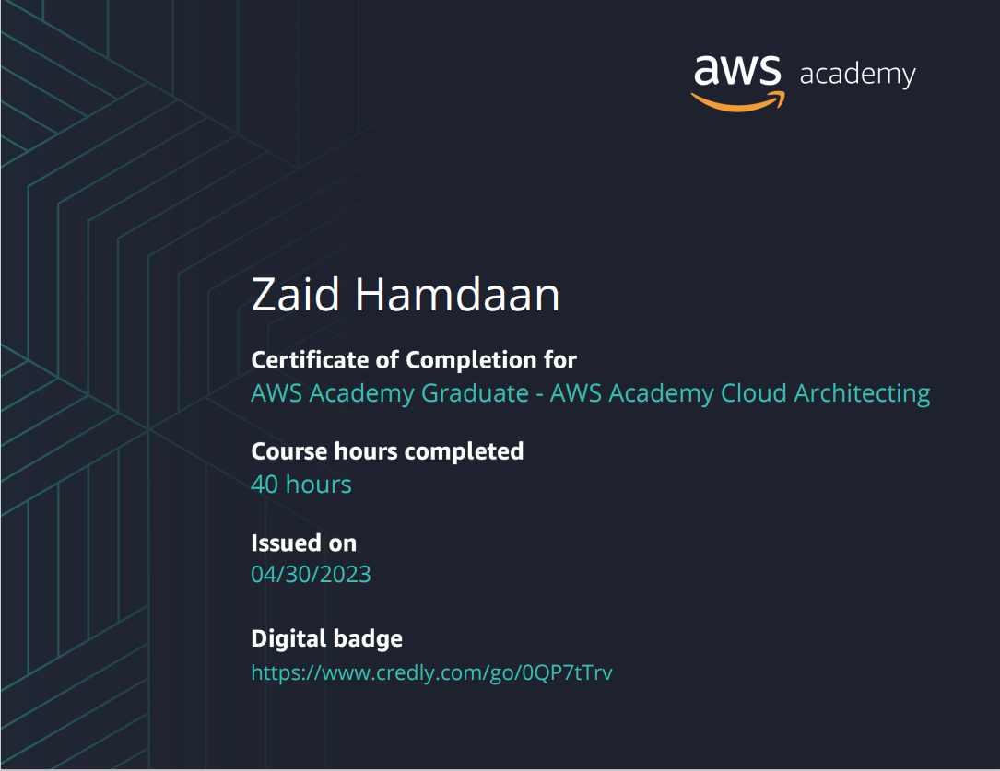 aws academy
Zaid Hamdaan
Certificate of Completion for
AWS Academy Graduate - AWS Academy Cloud Architecting
Course hours completed
40 hours
Issued on
04/30/2023
Digital badge
https://www.credly.com/go/0QP7tTrv